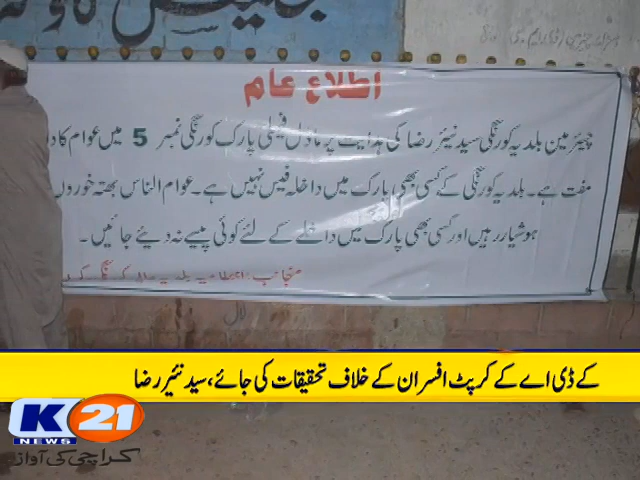 اطلاع عام
چیئرمین بلدیہ کورنگی سید نیئر رضا کی ہدایت پر ماڈل فیملی پارک کورنگی نمبر 5 میں عوام کا
مفت ہے۔ بلدیہ کورنگی کے کسی بھی پارک میں داخلہ فیس نہیں ہے۔ عوام الناس بھتہ خوروں
ہوشیار رہیں اور کسی بھی پارک میں داخلے کے لئے کوئی پیسے نہ دیئے جائیں۔
منجانب:
کے ڈی اے کے کرپٹ افسران کے خلاف تحقیقات کی جائے، سید نیئر رضا
K 21
NEWS
کراچی کی آواز